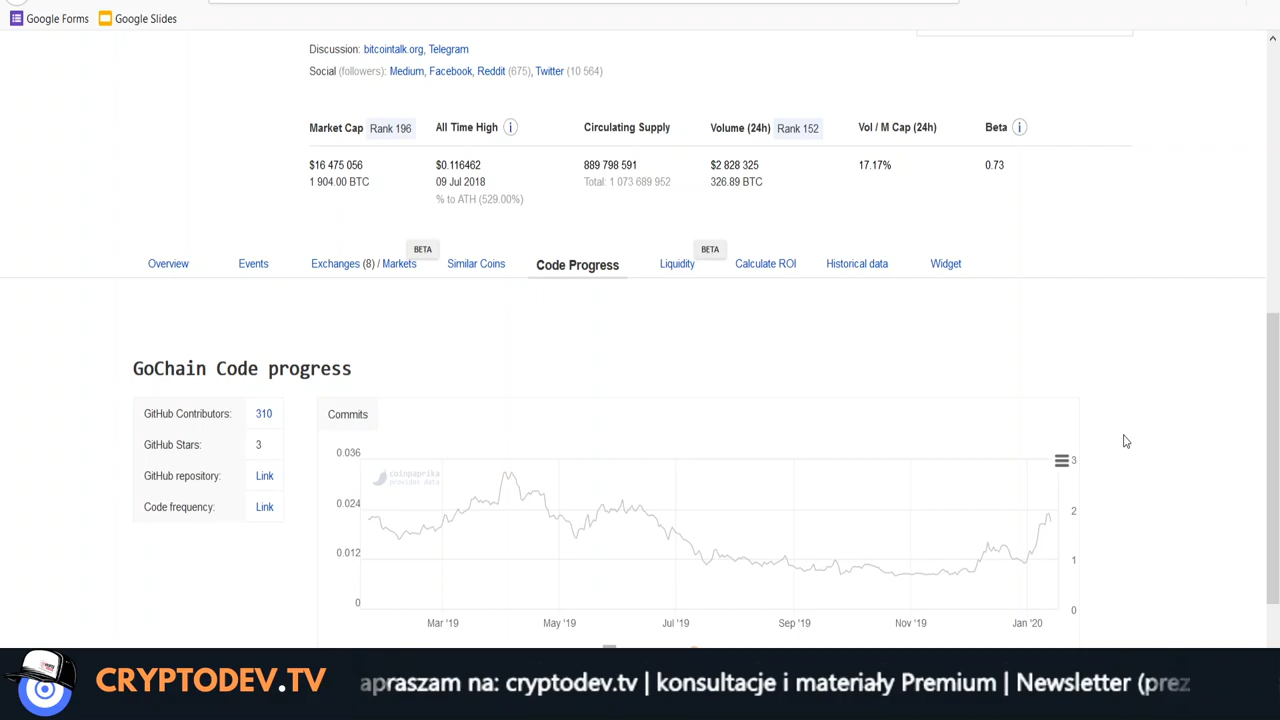 Google Forms Google Slides
Discussion: bitcointalk.org, Telegram
Social (followers): Medium, Facebook, Reddit (675), Twitter (10 564)
Market Cap Rank 196 All Time High i Circulating Supply Volume (24h) Rank 152 Vol / M Cap (24h) Beta i
$16 475 056 $0.116462 889 798 591 $2 828 325 17.17% 0.73
1 904.00 BTC 09 Jul 2018 Total: 1 073 689 952 326.89 BTC
% to ATH (529.00%)
BETA BETA
Overview Events Exchanges (8) / Markets Similar Coins Code Progress Liquidity Calculate ROI Historical data Widget
GoChain Code progress
GitHub Contributors: 310
GitHub Stars: 3
GitHub repository: Link
Code frequency: Link
Commits
0.036 3
coinpaprika
provides data
0.024 2
0.012 1
0 0
Mar '19 May '19 Jul '19 Sep '19 Nov '19 Jan '20
CRYPTODEV.TV
apraszam na: cryptodev.tv | konsultacje i materiały Premium | Newsletter (prez